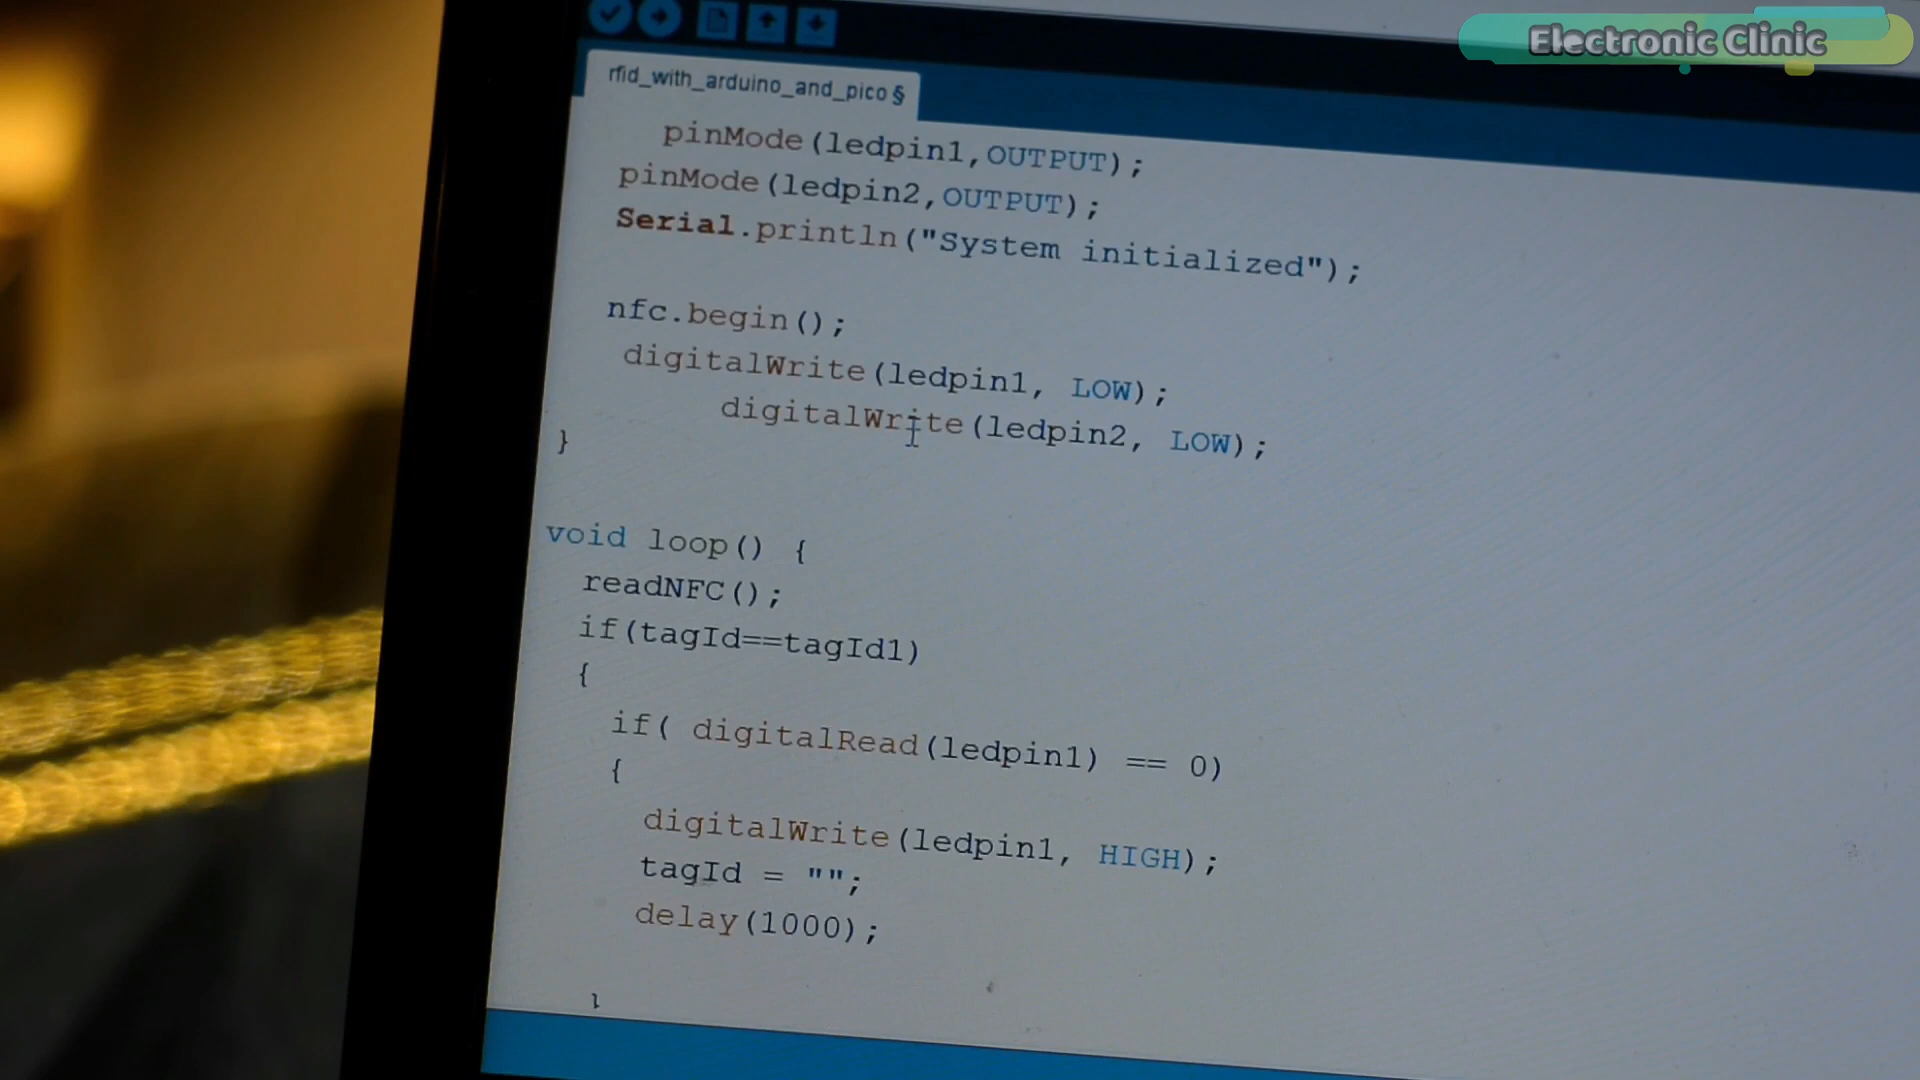 Electronic Clinic
rfid_with_arduino_and_pico §
pinMode(ledpin1,OUTPUT);
pinMode(ledpin2,OUTPUT);
Serial.println("System initialized");
nfc.begin();
digitalWrite(ledpin1, LOW);
digitalWrite(ledpin2, LOW);
}
void loop() {
readNFC();
if(tagId==tagId1)
{
if( digitalRead(ledpin1) == 0)
{
digitalWrite(ledpin1, HIGH);
tagId = "";
delay(1000);
}